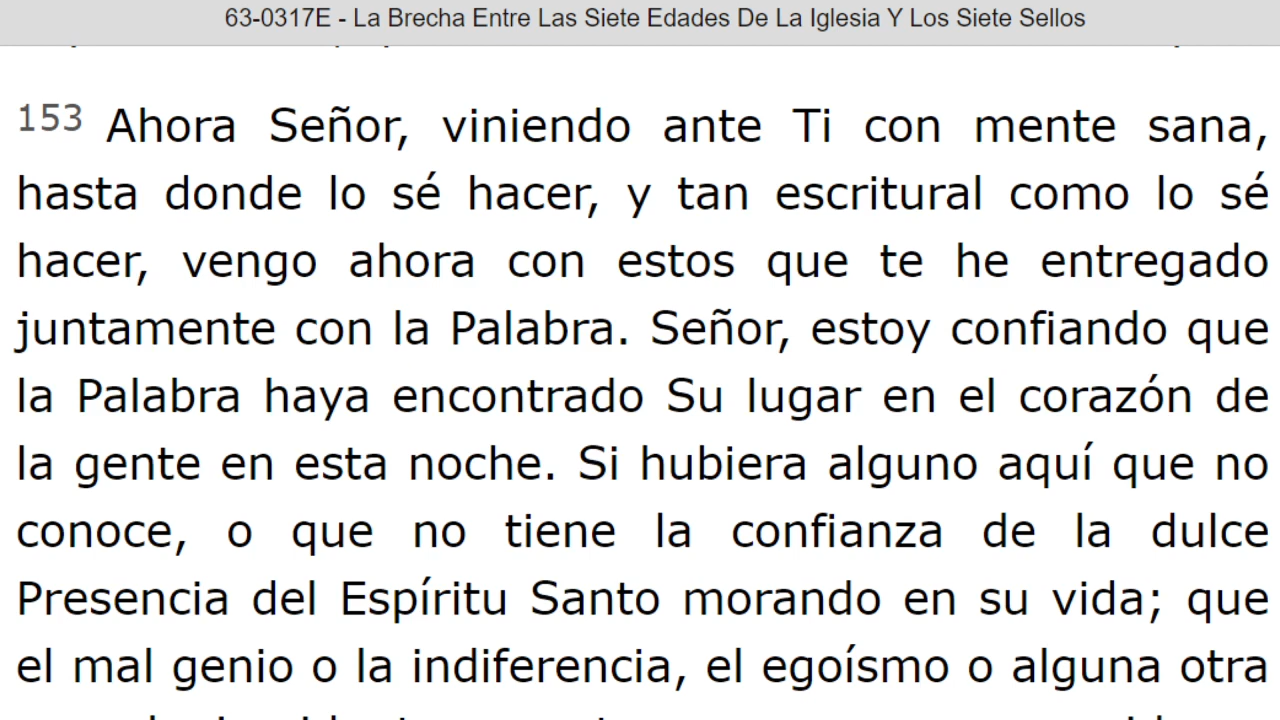 63-0317E - La Brecha Entre Las Siete Edades De La Iglesia Y Los Siete Sellos
153 Ahora Señor, viniendo ante Ti con mente sana,
hasta donde lo sé hacer, y tan escritural como lo sé
hacer, vengo ahora con estos que te he entregado
juntamente con la Palabra. Señor, estoy confiando que
la Palabra haya encontrado Su lugar en el corazón de
la gente en esta noche. Si hubiera alguno aquí que no
conoce, o que no tiene la confianza de la dulce
Presencia del Espíritu Santo morando en su vida; que
el mal genio o la indiferencia, el egoísmo o alguna otra